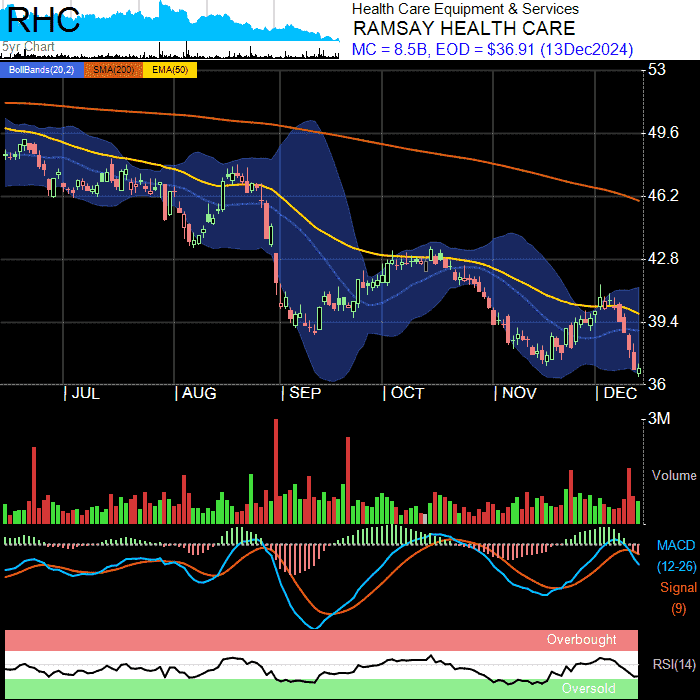 RHC
5yr Chart
Health Care Equipment & Services
RAMSAY HEALTH CARE
MC = 8.5B, EOD = $36.91 (13Dec2024)
BollBands(20,2) SMA(200) EMA(50)
53
49.6
46.2
42.8
39.4
36
JUL AUG SEP OCT NOV DEC
3M
Volume
MACD
(12-26)
Signal
(9)
Overbought
RSI(14)
Oversold